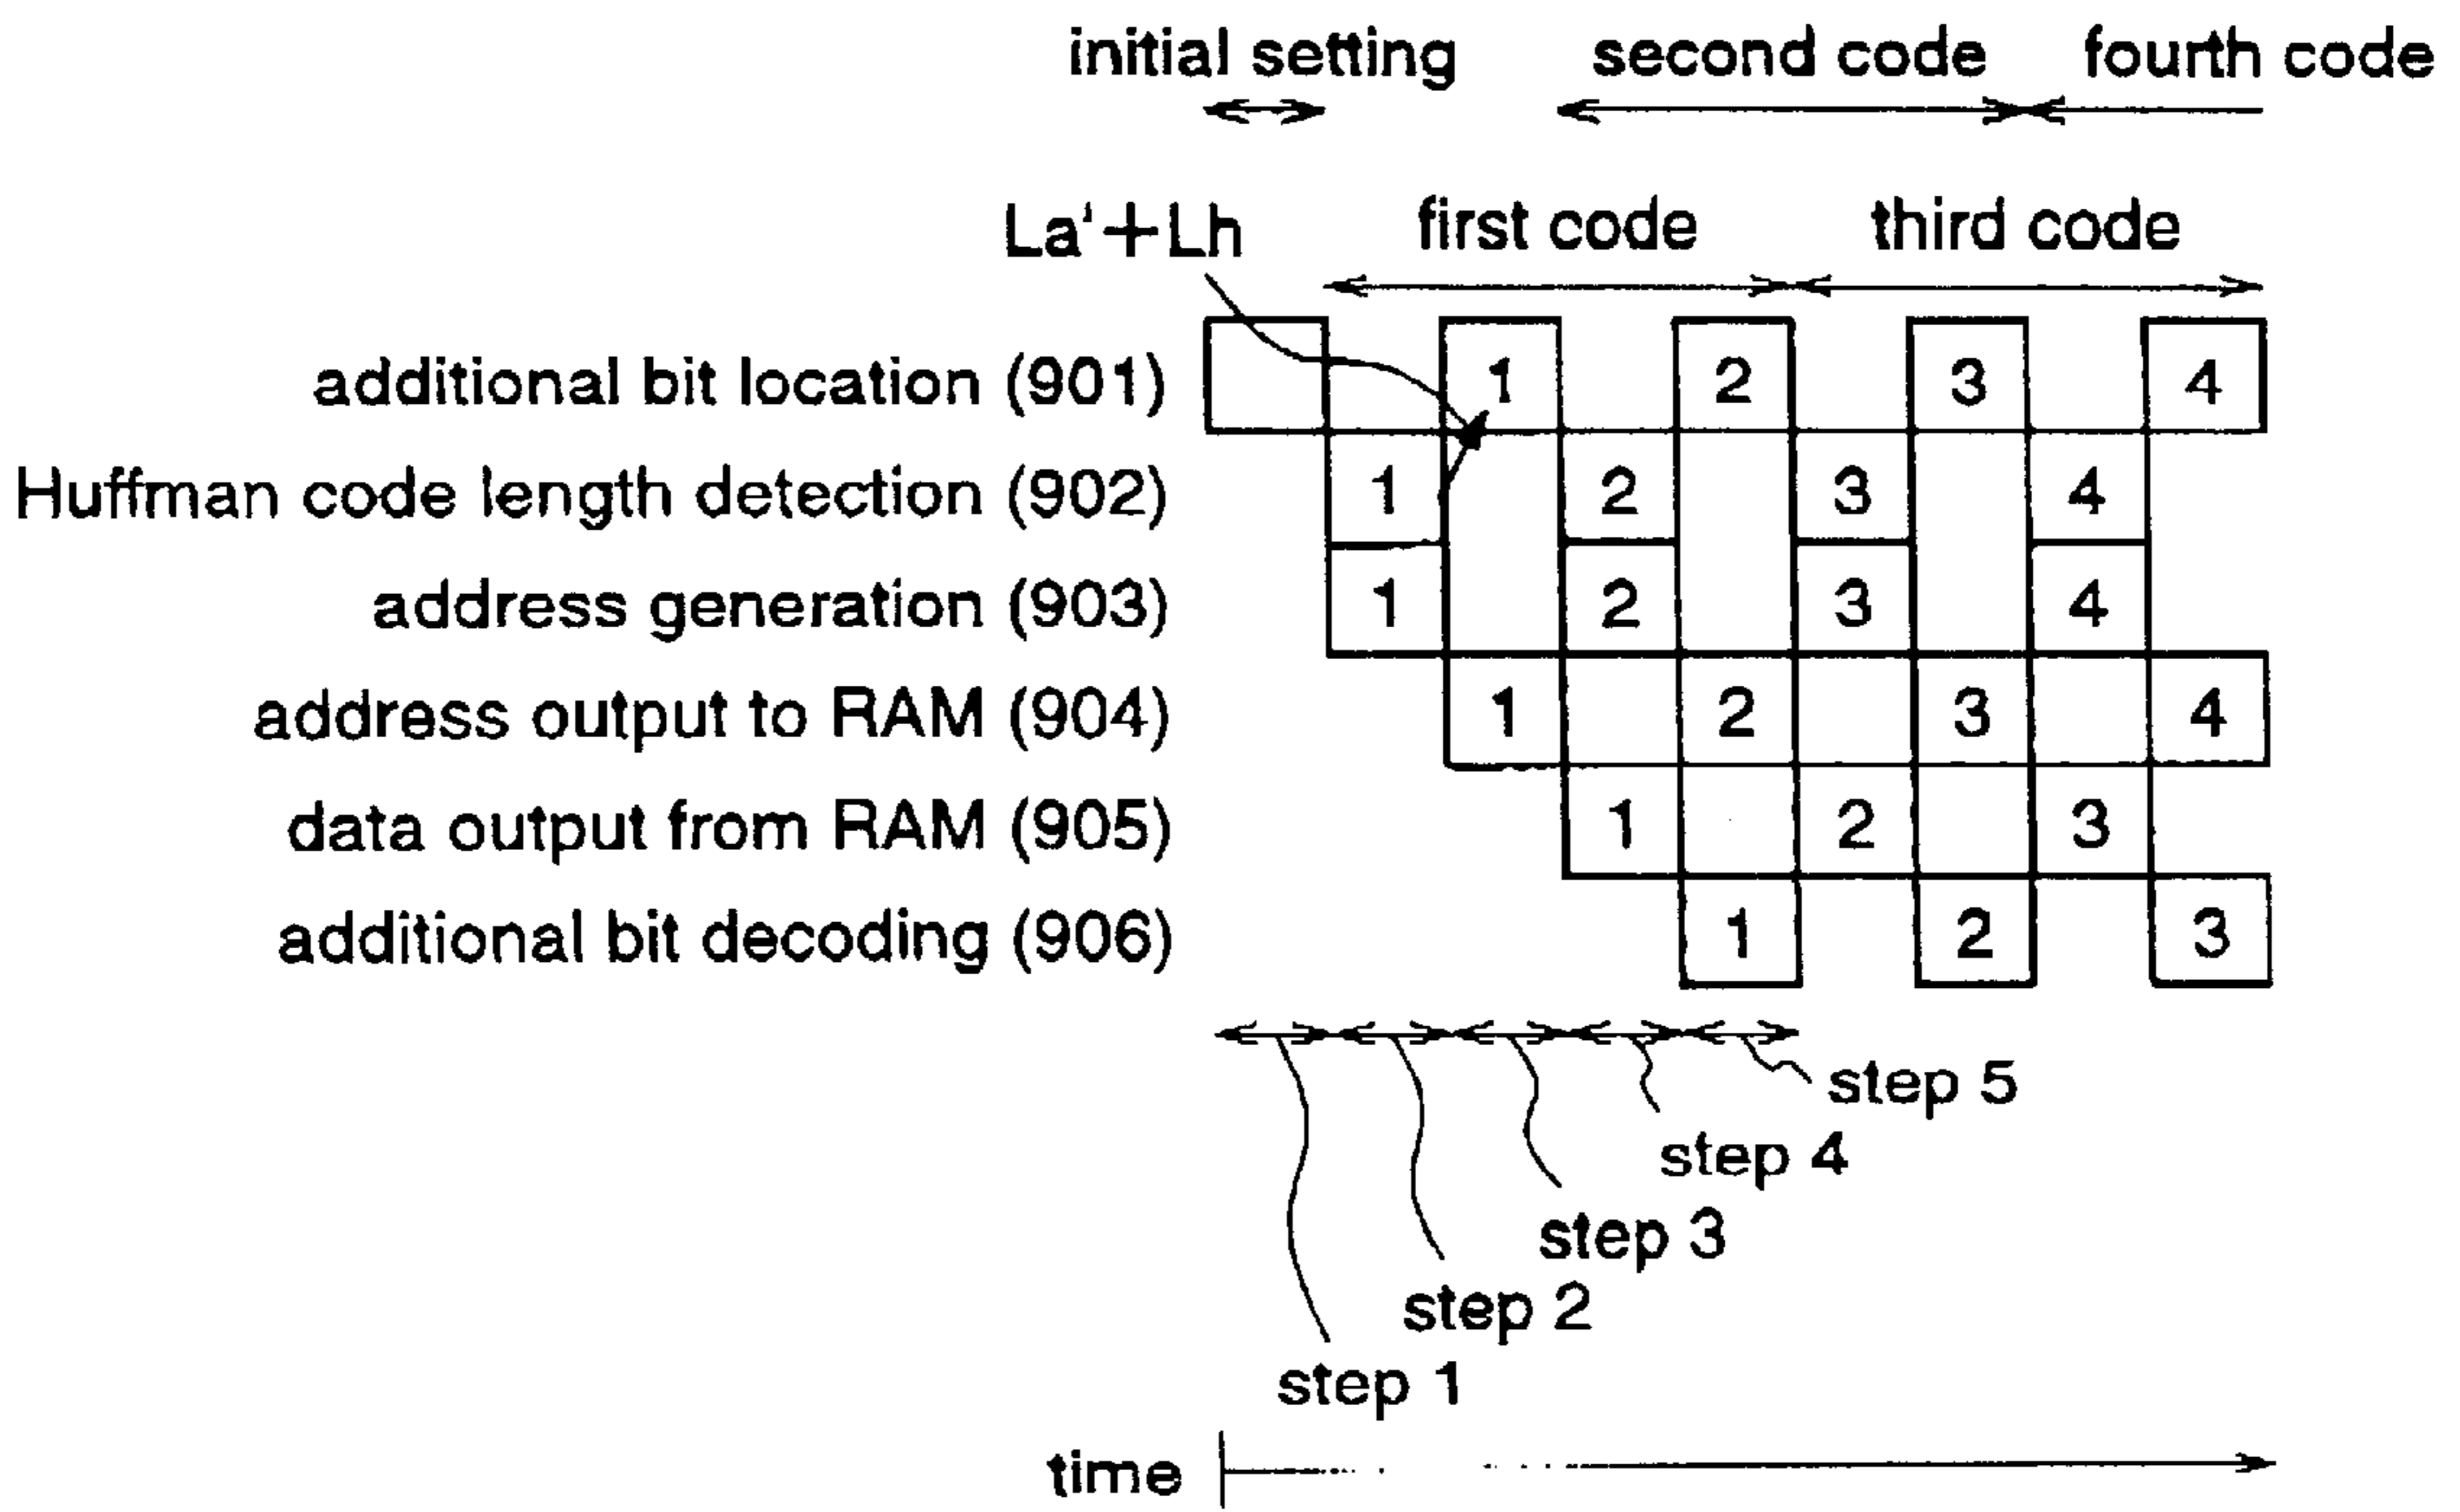 initial setting second code fourth code
La'+Lh first code third code
additional bit location (901) 1 2 3 4
Huffman code length detection (902) 1 2 3 4
address generation (903) 1 2 3 4
address output to RAM (904) 1 2 3 4
data output from RAM (905) 1 2 3
additional bit decoding (906) 1 2 3
step 5
step 4
step 3
step 2
step 1
time